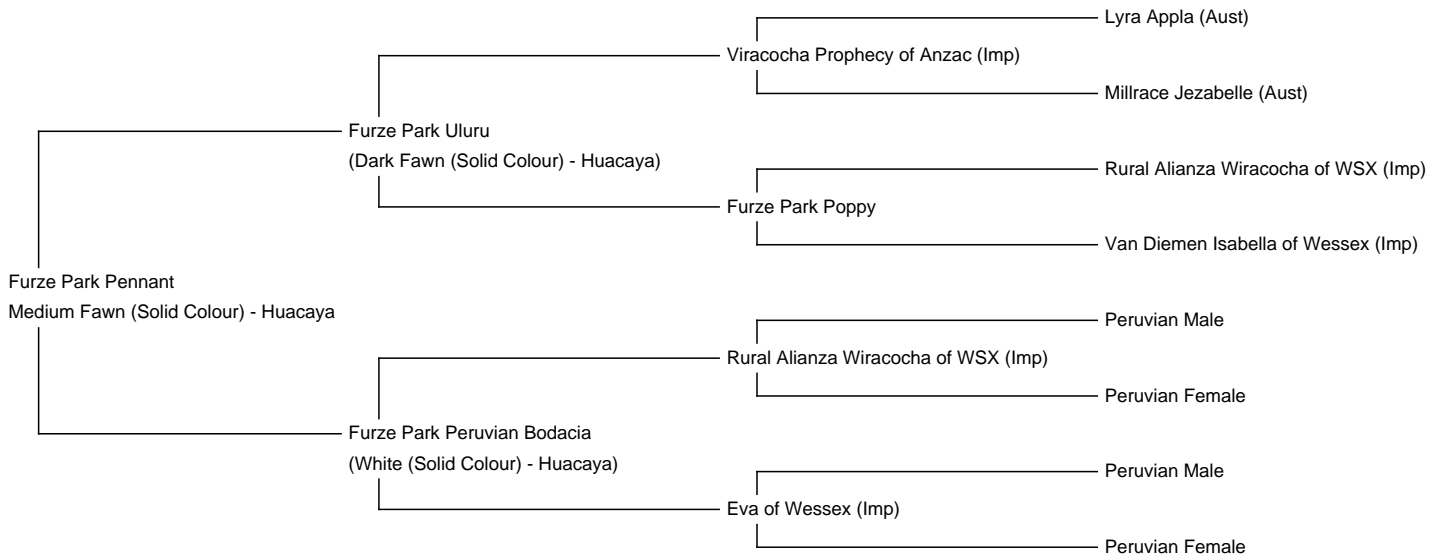 Lyra Appla (Aust)
Viracocha Prophecy of Anzac (Imp)
Millrace Jezabelle (Aust)
Furze Park Uluru
(Dark Fawn (Solid Colour) - Huacaya)
Rural Alianza Wiracocha of WSX (Imp)
Furze Park Poppy
Van Diemen Isabella of Wessex (Imp)
Furze Park Pennant
Medium Fawn (Solid Colour) - Huacaya
Peruvian Male
Rural Alianza Wiracocha of WSX (Imp)
Peruvian Female
Furze Park Peruvian Bodacia
(White (Solid Colour) - Huacaya)
Peruvian Male
Eva of Wessex (Imp)
Peruvian Female